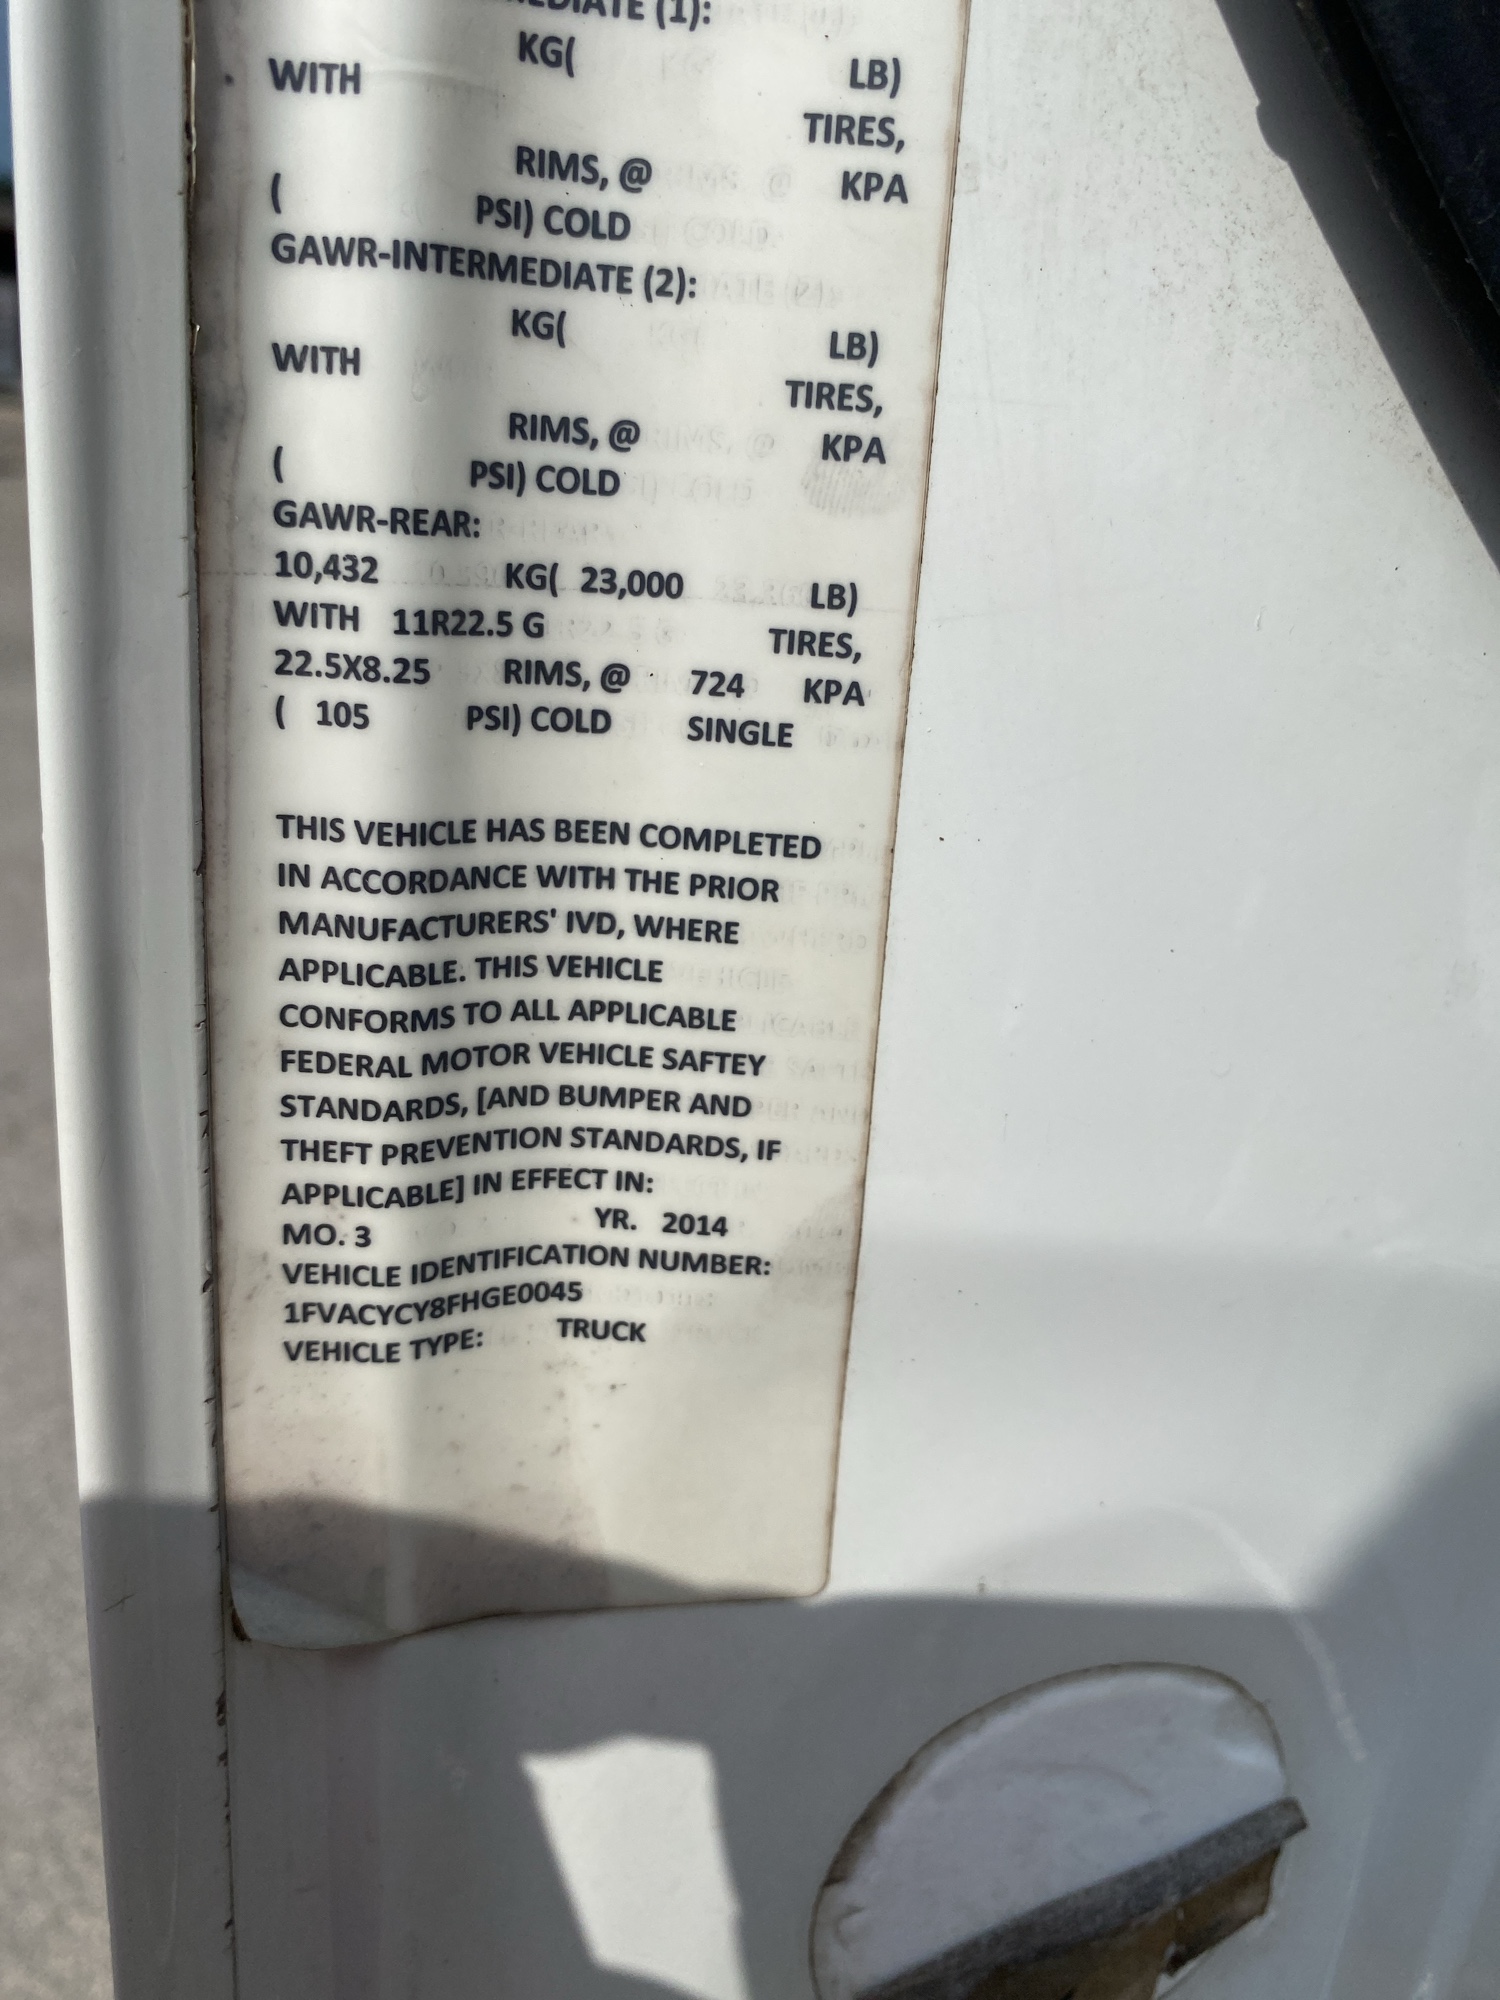 MEDIATE (1):
KG( LB)
WITH TIRES,
RIMS, @ KPA
( PSI) COLD
GAWR-INTERMEDIATE (2):
KG( LB)
WITH TIRES,
RIMS, @ KPA
( PSI) COLD
GAWR-REAR:
10,432 KG( 23,000 LB)
WITH 11R22.5 G TIRES,
22.5X8.25 RIMS, @ 724 KPA
( 105 PSI) COLD SINGLE
THIS VEHICLE HAS BEEN COMPLETED
IN ACCORDANCE WITH THE PRIOR
MANUFACTURERS' IVD, WHERE
APPLICABLE. THIS VEHICLE
CONFORMS TO ALL APPLICABLE
FEDERAL MOTOR VEHICLE SAFTEY
STANDARDS, [AND BUMPER AND
THEFT PREVENTION STANDARDS, IF
APPLICABLE] IN EFFECT IN:
MO. 3 YR. 2014
VEHICLE IDENTIFICATION NUMBER:
1FVACYCY8FHGE0045
VEHICLE TYPE: TRUCK